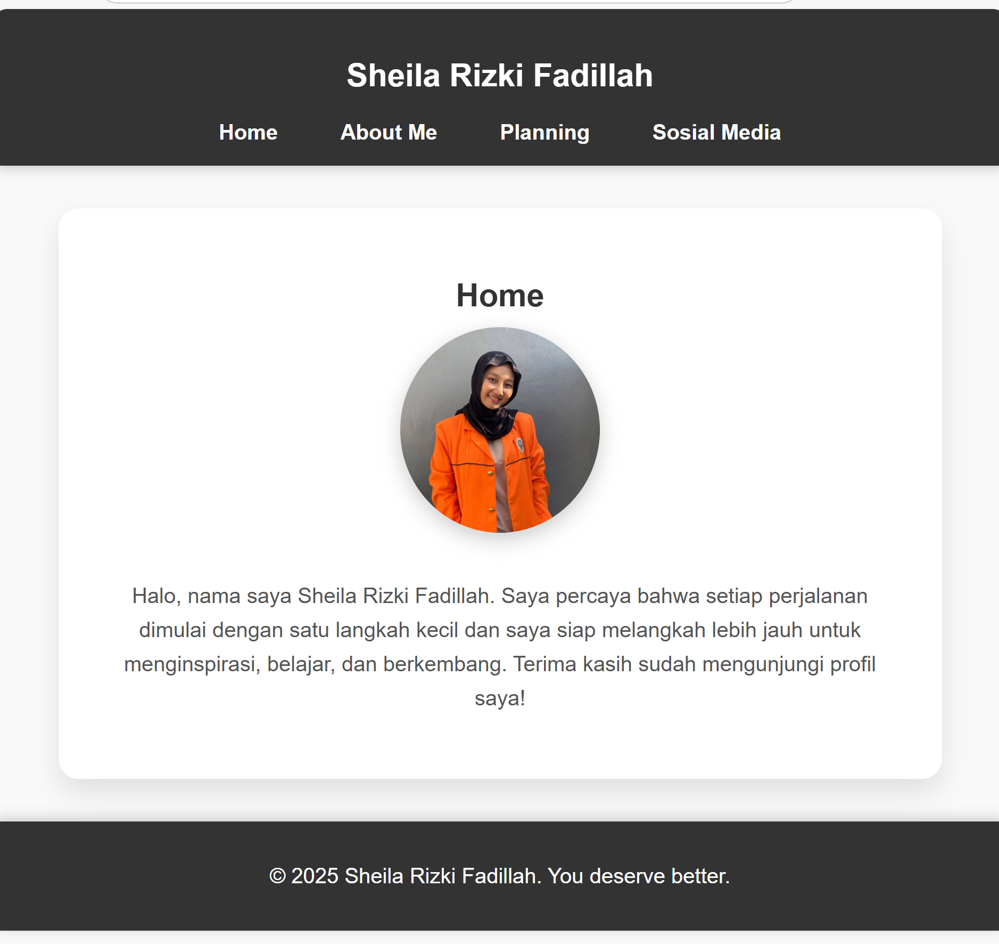 Sheila Rizki Fadillah
Home About Me Planning Sosial Media
Home
Halo, nama saya Sheila Rizki Fadillah. Saya percaya bahwa setiap perjalanan
dimulai dengan satu langkah kecil dan saya siap melangkah lebih jauh untuk
menginspirasi, belajar, dan berkembang. Terima kasih sudah mengunjungi profil
saya!
© 2025 Sheila Rizki Fadillah. You deserve better.